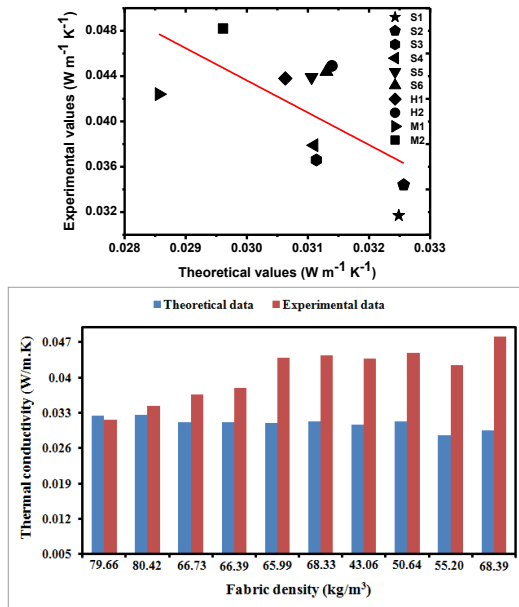 0.048
0.044
0.040
0.036
0.032
Experimental values (W m⁻¹ K⁻¹)
S1
S2
S3
S4
S5
S6
H1
H2
M1
M2
0.028 0.029 0.030 0.031 0.032 0.033
Theoretical values (W m⁻¹ K⁻¹)
Theoretical data Experimental data
Thermal conductivity (W/m.K)
0.047
0.04
0.033
0.026
0.019
0.012
0.005
79.66 80.42 66.73 66.39 65.99 68.33 43.06 50.64 55.20 68.39
Fabric density (kg/m³)